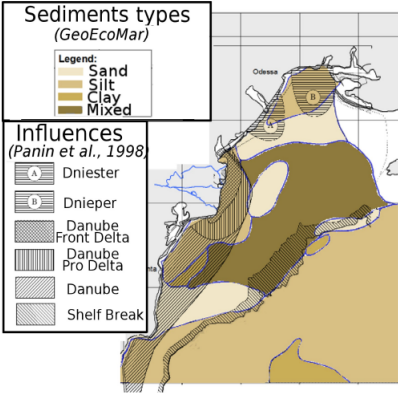 Sediments types
(GeoEcoMar)
Legend:
Sand
Silt
Clay
Mixed
Influences
(Panin et al., 1998)
A Dniester
B Dnieper
Danube
Front Delta
Danube
Pro Delta
Danube
Shelf Break
Odessa
B
A
nta